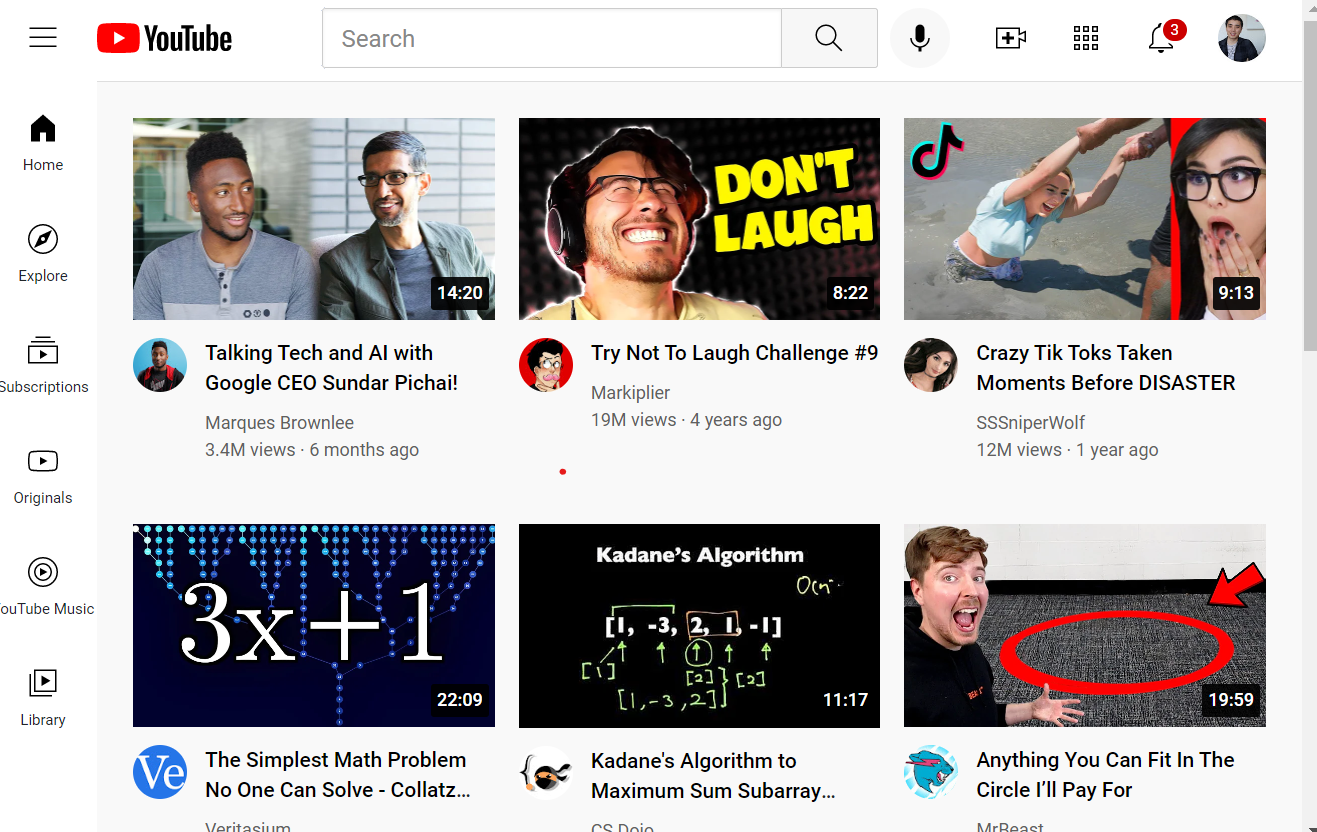 YouTube
Search
3
Home
Explore
Subscriptions
Originals
YouTube Music
Library
DON'T
LAUGH
14:20
8:22
9:13
Talking Tech and AI with
Google CEO Sundar Pichai!
Marques Brownlee
3.4M views · 6 months ago
Try Not To Laugh Challenge #9
Markiplier
19M views · 4 years ago
Crazy Tik Toks Taken
Moments Before DISASTER
SSSniperWolf
12M views · 1 year ago
3x+1
22:09
Kadane's Algorithm
[1, -3, 2, 1, -1]
[1]
[2]
[2]
[1,-3,2]
11:17
19:59
Ve
The Simplest Math Problem
No One Can Solve - Collatz...
Veritasium
Kadane's Algorithm to
Maximum Sum Subarray...
CS Dojo
Anything You Can Fit In The
Circle I'll Pay For
MrBeast